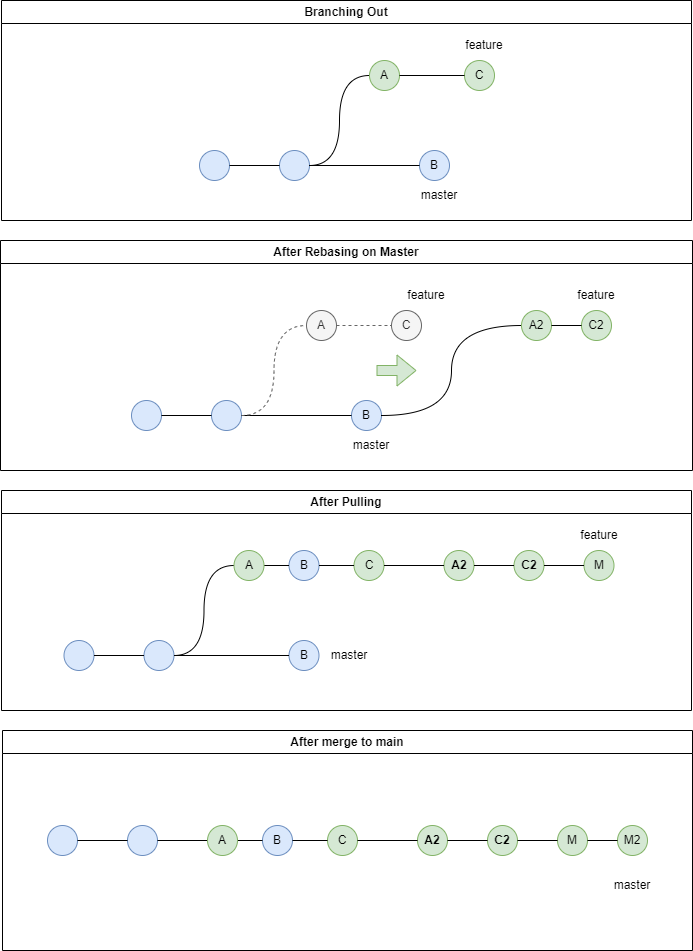 Branching Out
feature
A C
B
master
After Rebasing on Master
feature feature
A C A2 C2
B
master
After Pulling
feature
A B C A2 C2 M
B master
After merge to main
A B C A2 C2 M M2
master